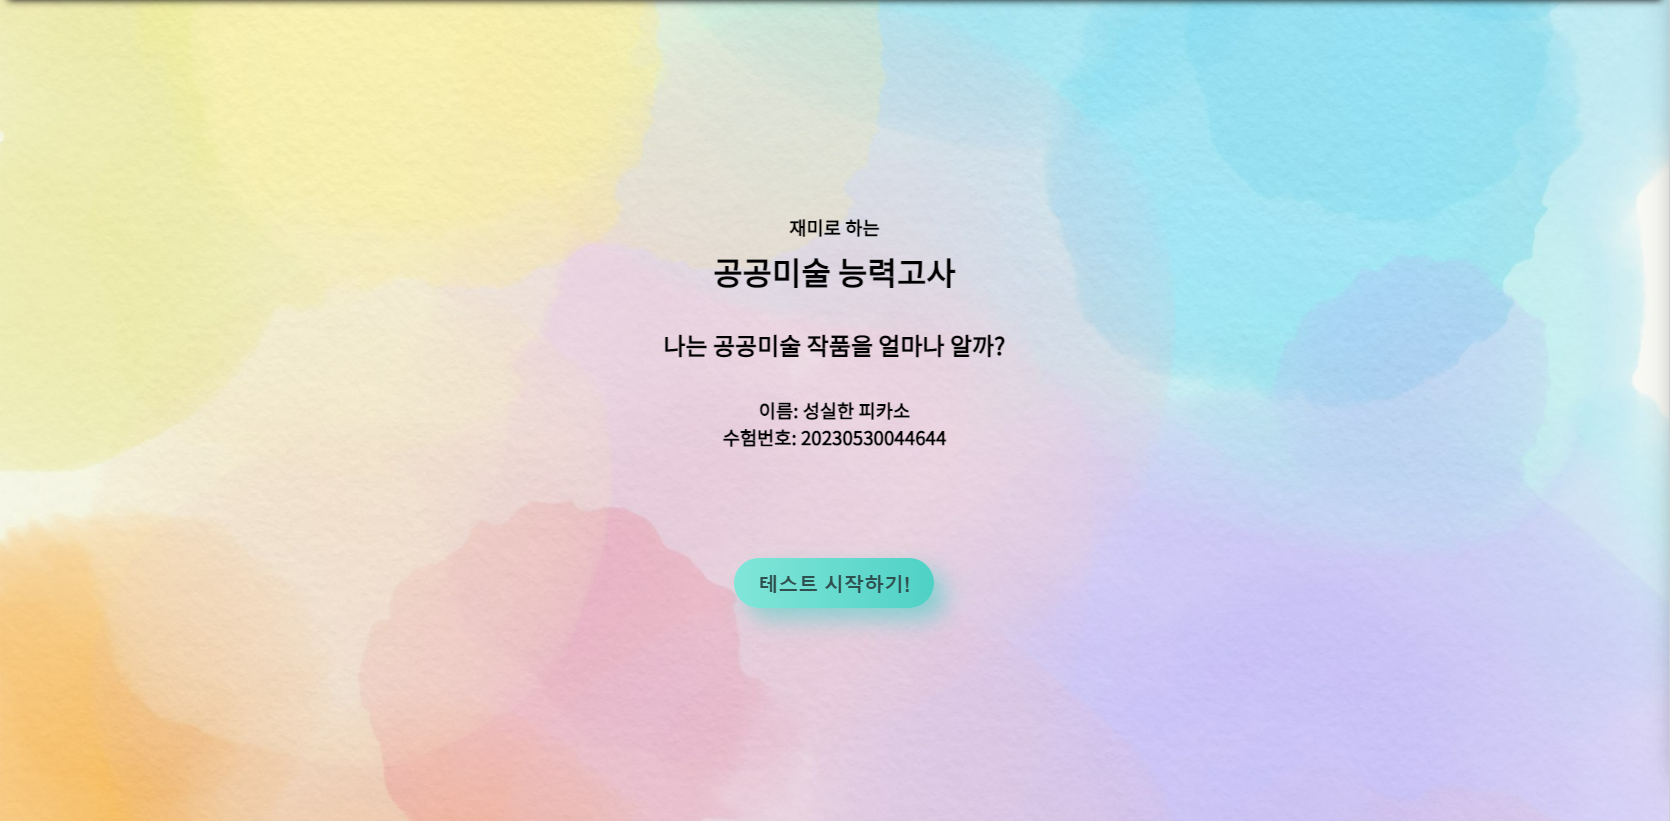 재미로 하는
공공미술 능력고사
나는 공공미술 작품을 얼마나 알까?
이름: 성실한 피카소
수험번호: 20230530044644
테스트 시작하기!